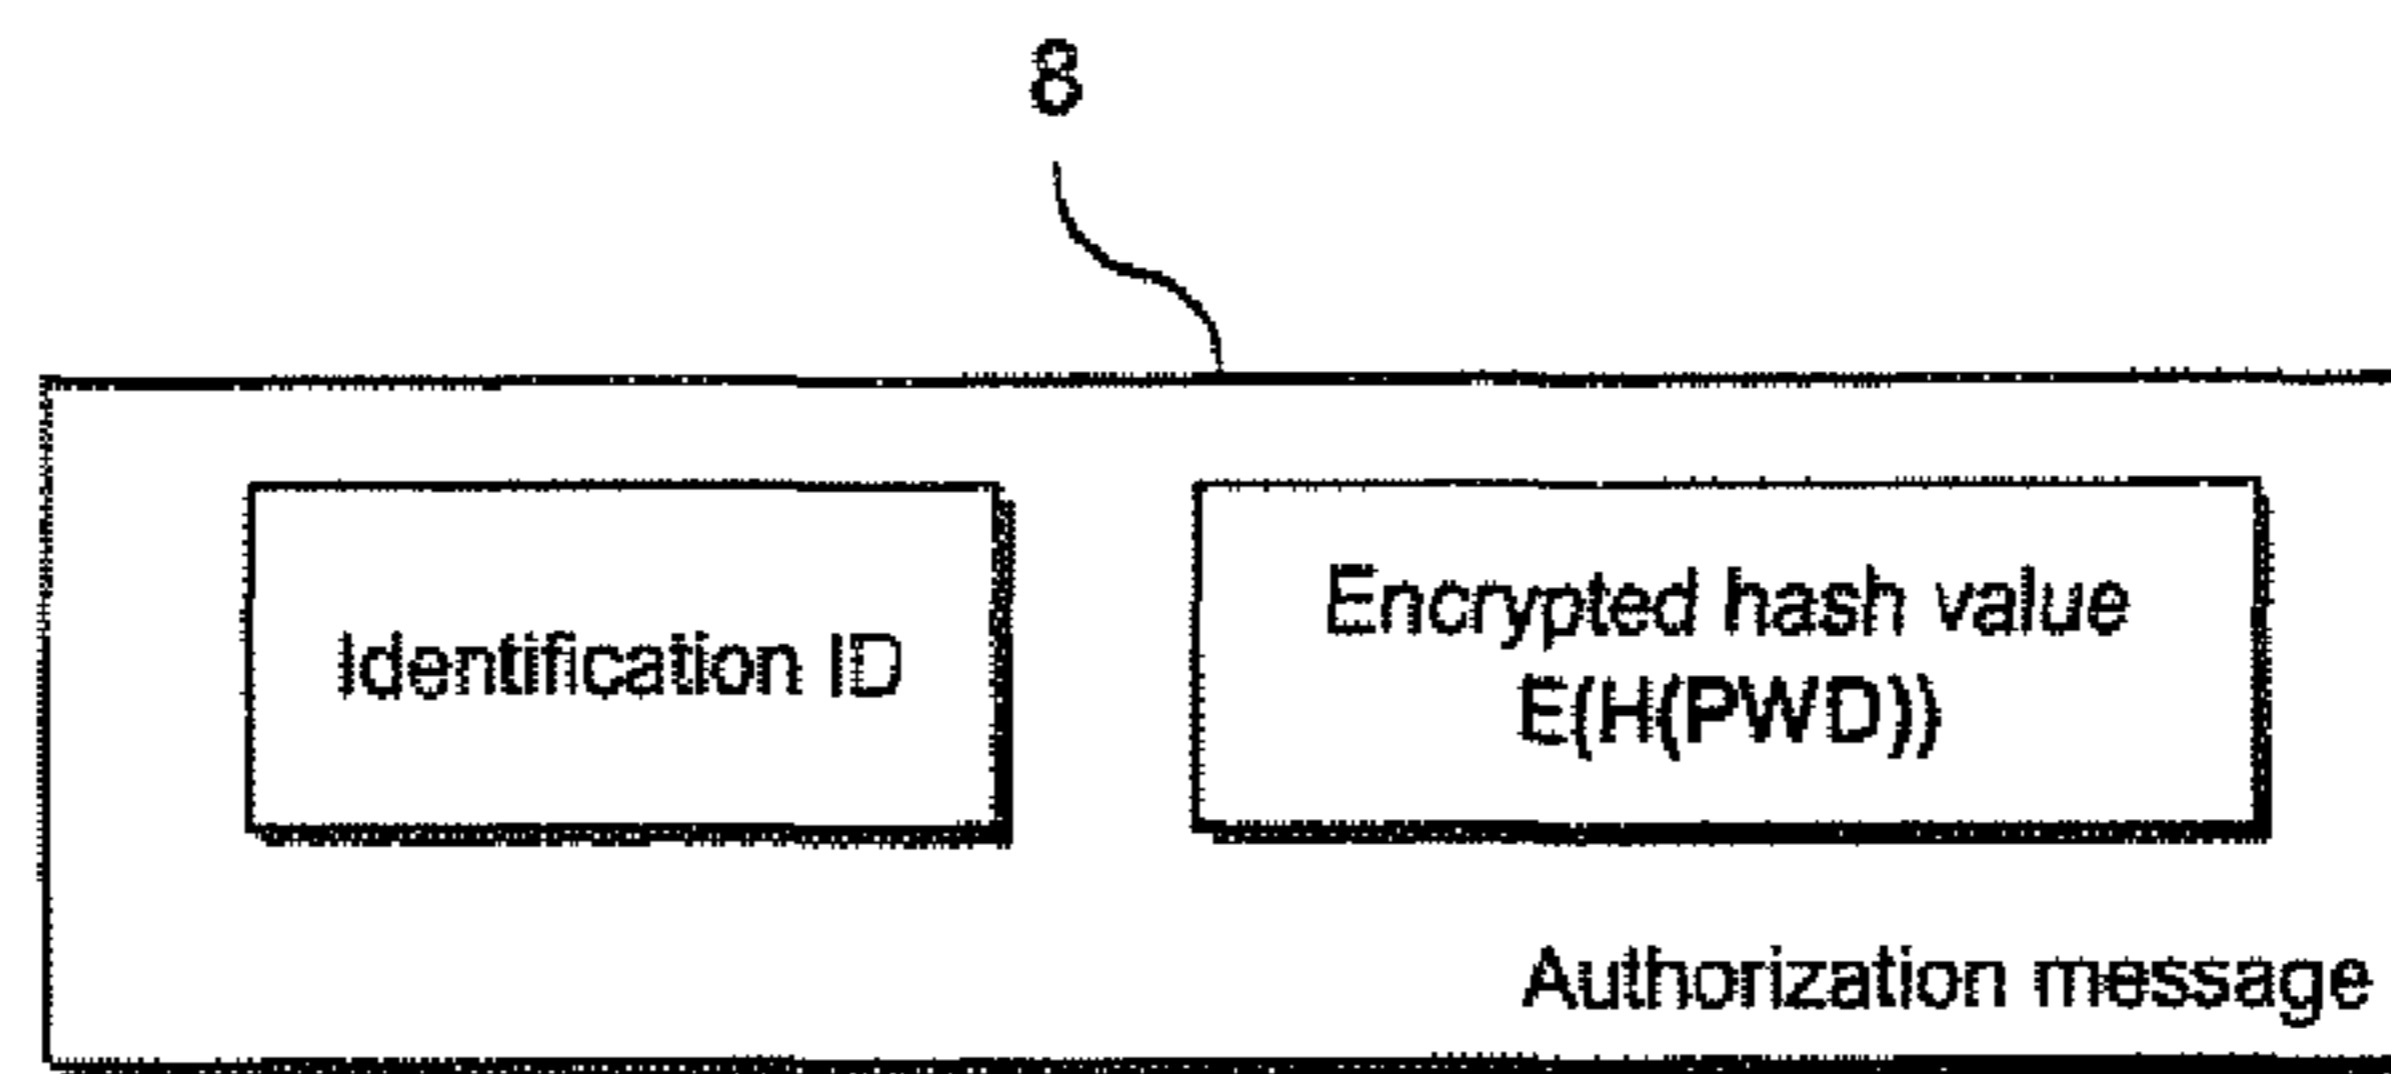 8
Identification ID
Encrypted hash value
E(H(PWD))
Authorization message